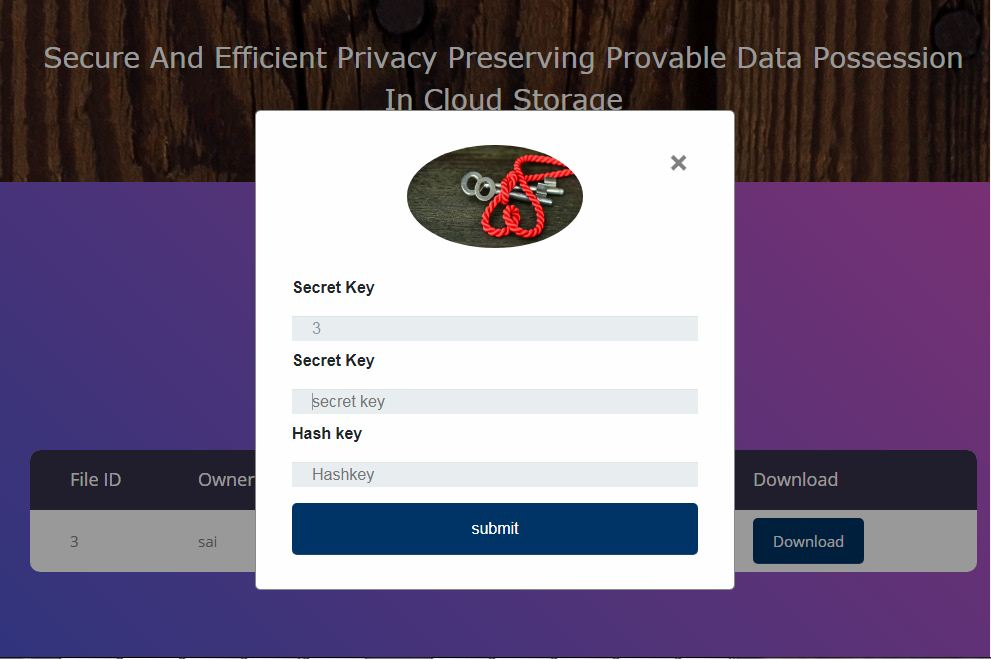 Secure And Efficient Privacy Preserving Provable Data Possession
In Cloud Storage
×
Secret Key
3
Secret Key
secret key
Hash key
Hashkey
submit
File ID Owner Download
3 sai Download